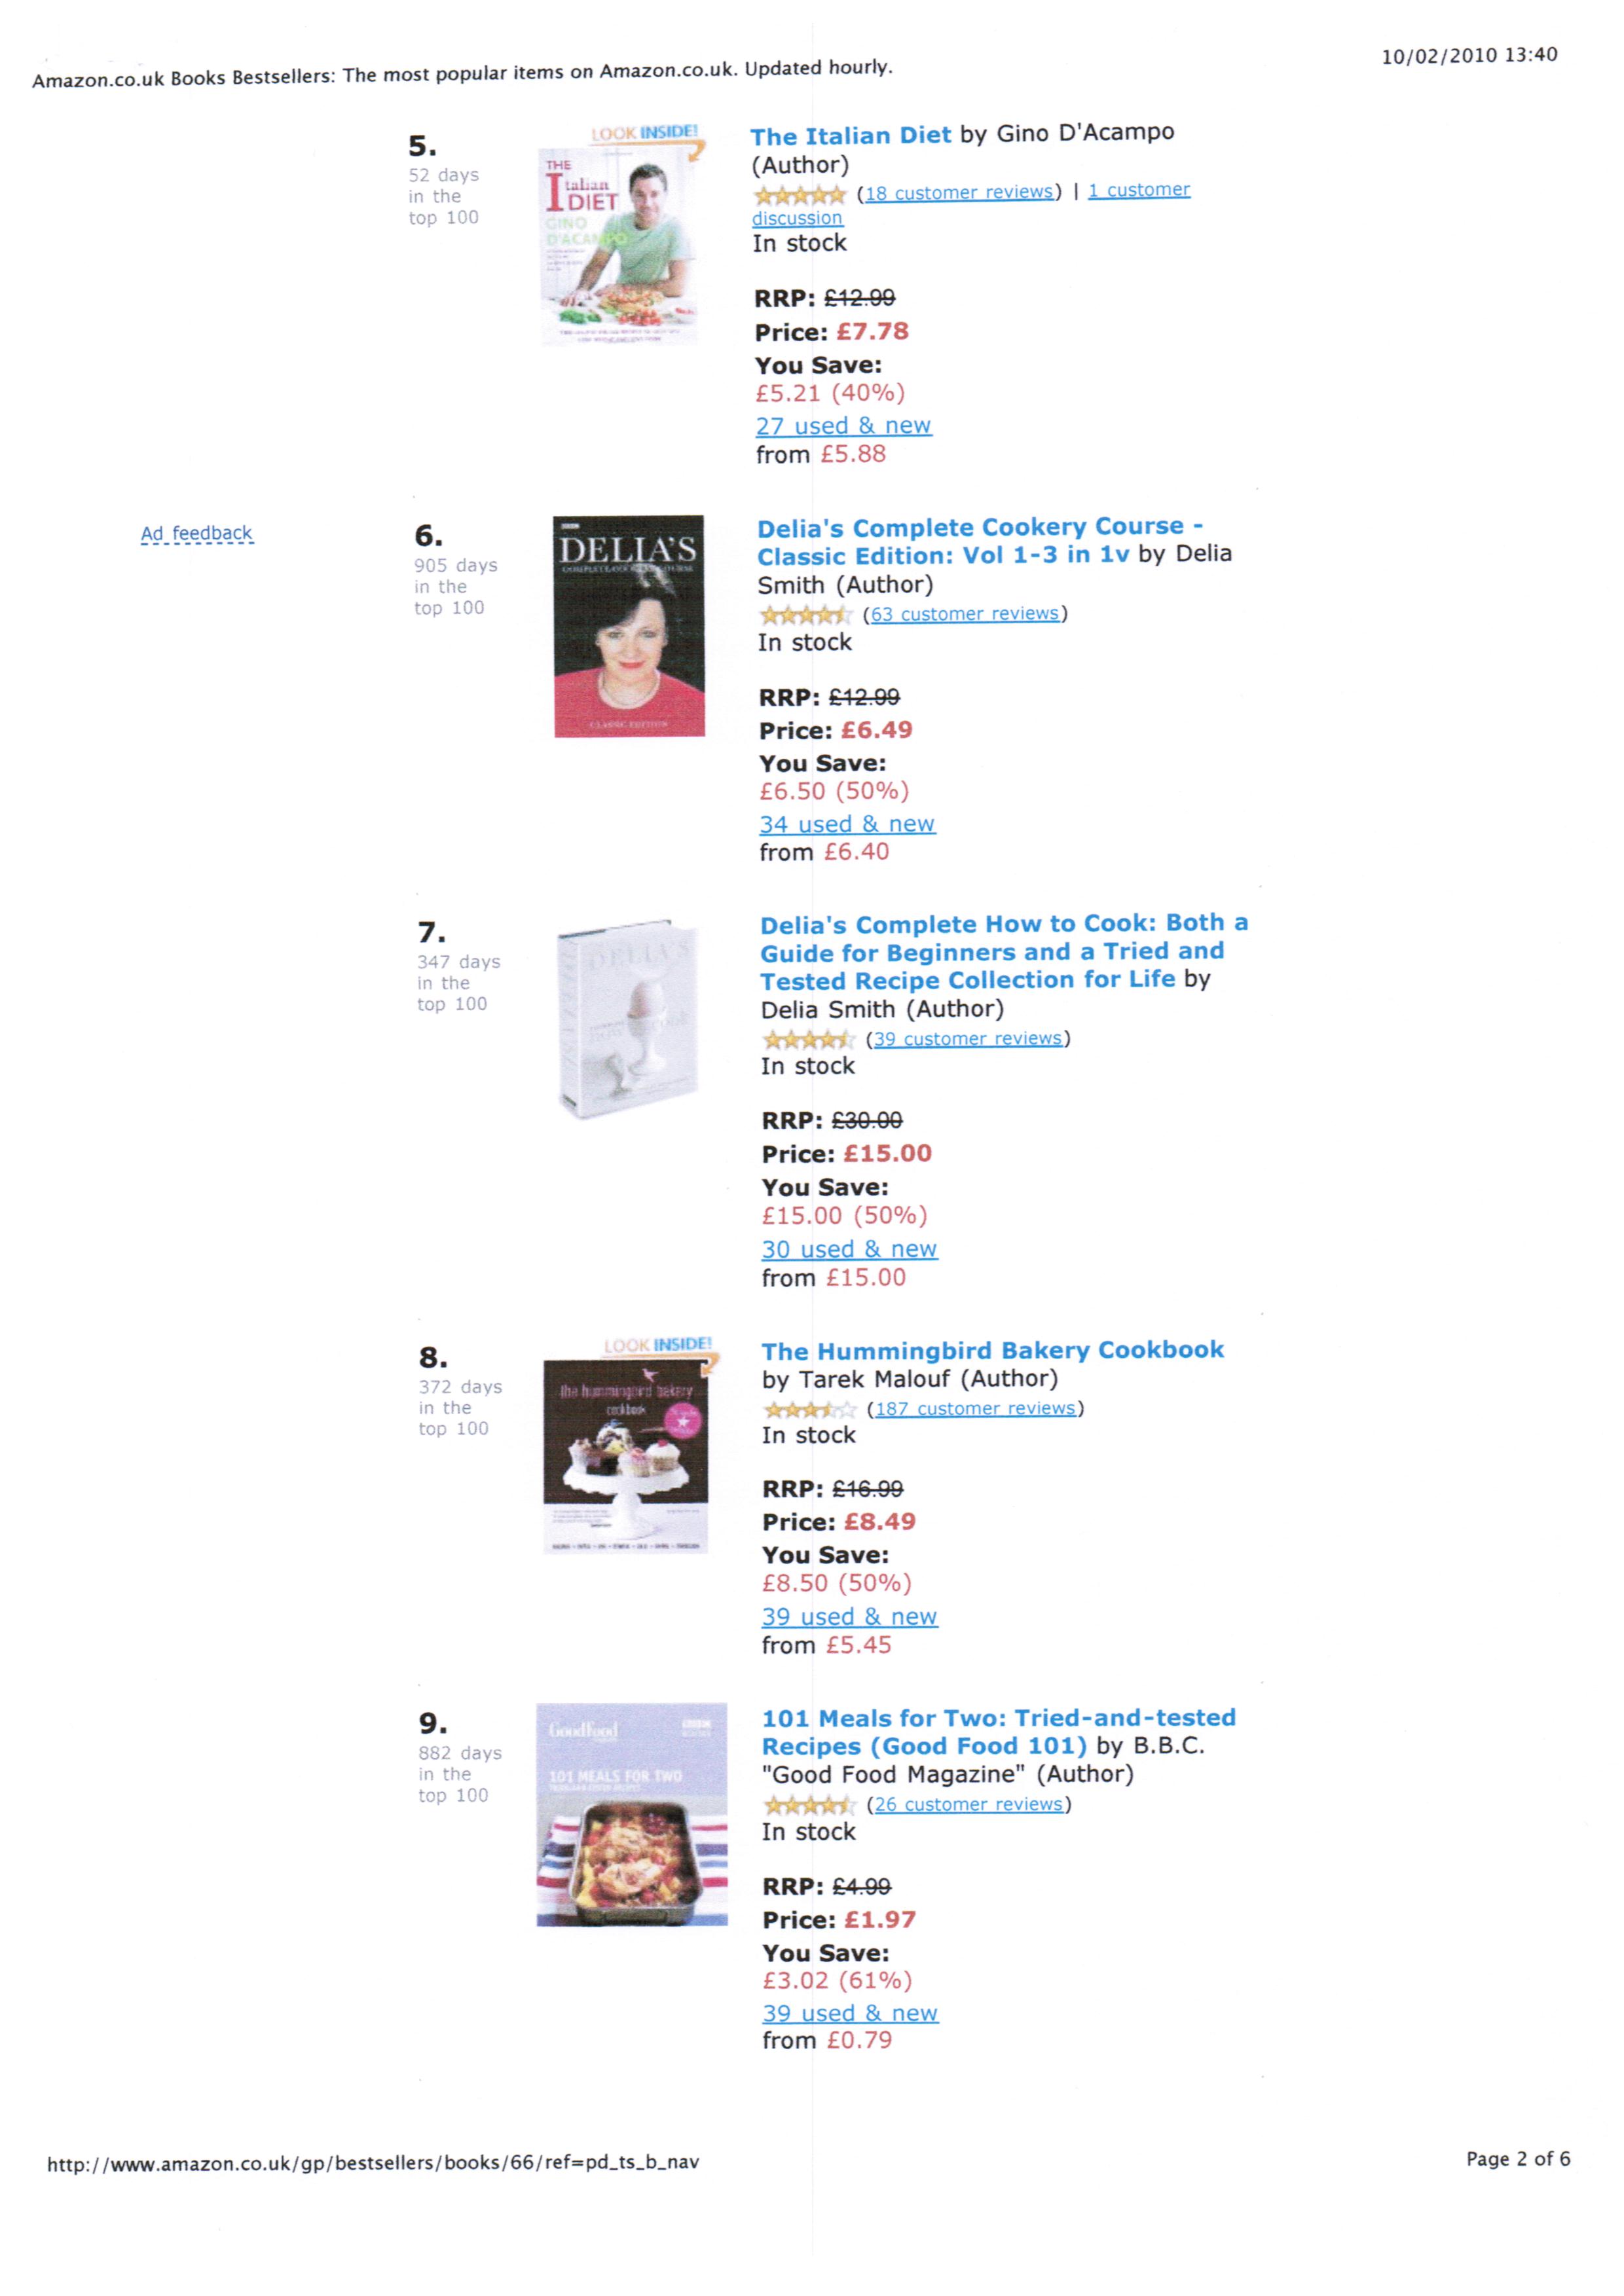 Amazon.co.uk Books Bestsellers: The most popular items on Amazon.co.uk. Updated hourly.
10/02/2010 13:40
5.
52 days
in the
top 100
LOOK INSIDE!
THE
Italian
DIET
GINO
D'ACAMPO
The Italian Diet by Gino D'Acampo
(Author)
(18 customer reviews) | 1 customer
discussion
In stock
RRP: £12.99
Price: £7.78
You Save:
£5.21 (40%)
27 used & new
from £5.88
Ad feedback
6.
905 days
in the
top 100
DELIA'S
COMPLETE COOKERY COURSE
CLASSIC EDITION
Delia's Complete Cookery Course -
Classic Edition: Vol 1-3 in 1v by Delia
Smith (Author)
(63 customer reviews)
In stock
RRP: £12.99
Price: £6.49
You Save:
£6.50 (50%)
34 used & new
from £6.40
7.
347 days
in the
top 100
DELIA'S
Delia's Complete How to Cook: Both a
Guide for Beginners and a Tried and
Tested Recipe Collection for Life by
Delia Smith (Author)
(39 customer reviews)
In stock
RRP: £30.00
Price: £15.00
You Save:
£15.00 (50%)
30 used & new
from £15.00
8.
372 days
in the
top 100
LOOK INSIDE!
the hummingbird bakery
cookbook
The Hummingbird Bakery Cookbook
by Tarek Malouf (Author)
(187 customer reviews)
In stock
RRP: £16.99
Price: £8.49
You Save:
£8.50 (50%)
39 used & new
from £5.45
9.
882 days
in the
top 100
GoodFood
101 MEALS FOR TWO
101 Meals for Two: Tried-and-tested
Recipes (Good Food 101) by B.B.C.
"Good Food Magazine" (Author)
(26 customer reviews)
In stock
RRP: £4.99
Price: £1.97
You Save:
£3.02 (61%)
39 used & new
from £0.79
http://www.amazon.co.uk/gp/bestsellers/books/66/ref=pd_ts_b_nav
Page 2 of 6